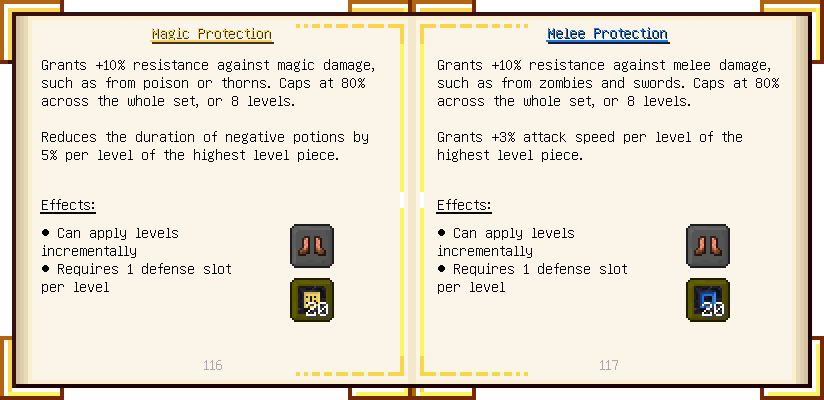 Magic Protection
Grants +10% resistance against magic damage,
such as from poison or thorns. Caps at 80%
across the whole set, or 8 levels.
Reduces the duration of negative potions by
5% per level of the highest level piece.
Effects:
● Can apply levels
incrementally
● Requires 1 defense slot
per level
20
116
Melee Protection
Grants +10% resistance against melee damage,
such as from zombies and swords. Caps at 80%
across the whole set, or 8 levels.
Grants +3% attack speed per level of the
highest level piece.
Effects:
● Can apply levels
incrementally
● Requires 1 defense slot
per level
20
117